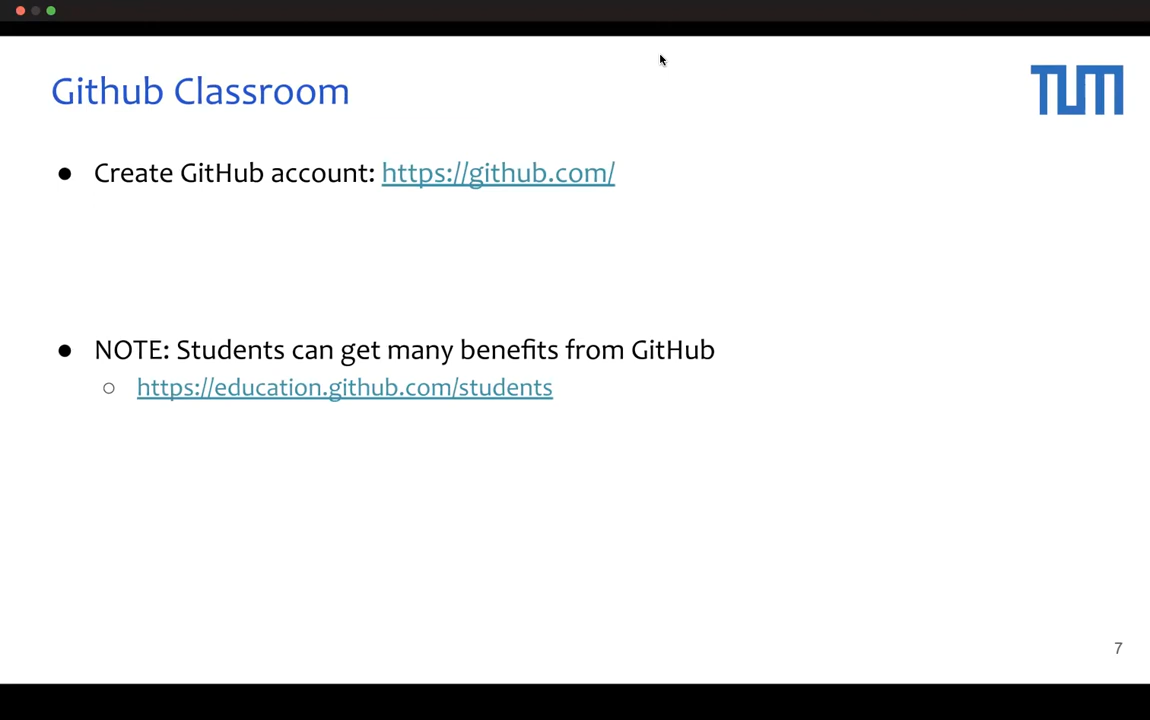 Github Classroom
TUM
● Create GitHub account: https://github.com/
● NOTE: Students can get many benefits from GitHub
○ https://education.github.com/students
7